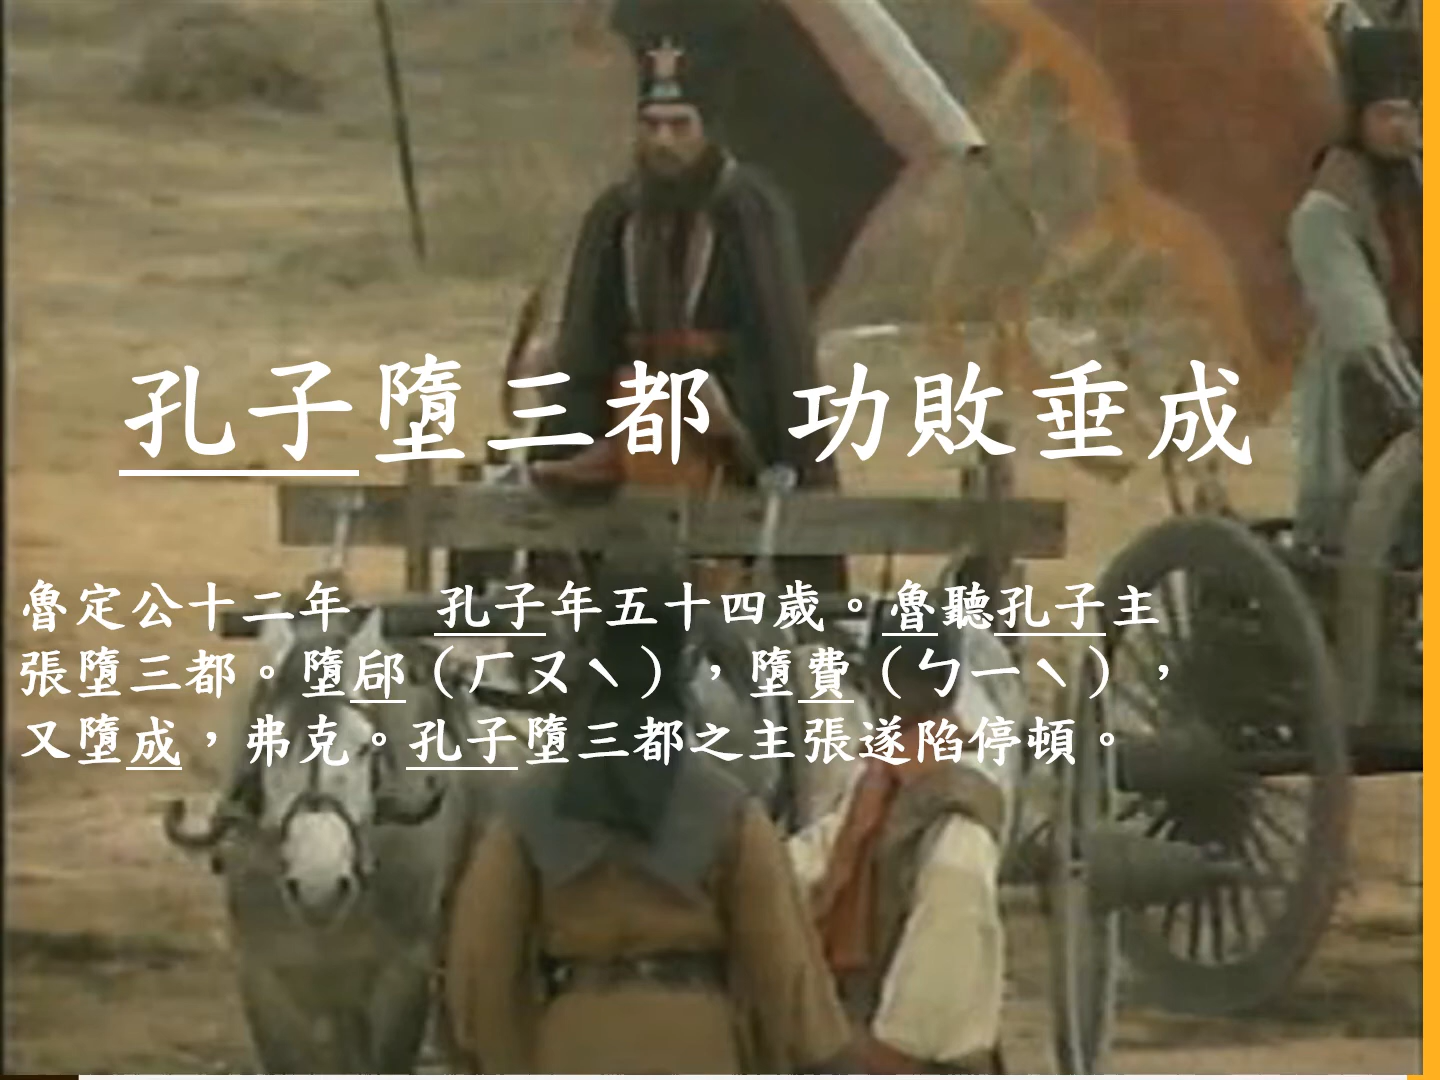 孔子墮三都 功敗垂成
魯定公十二年 孔子年五十四歲。魯聽孔子主
張墮三都。墮郈(ㄏㄡˋ),墮費(ㄅㄧˋ),
又墮成,弗克。孔子墮三都之主張遂陷停頓。